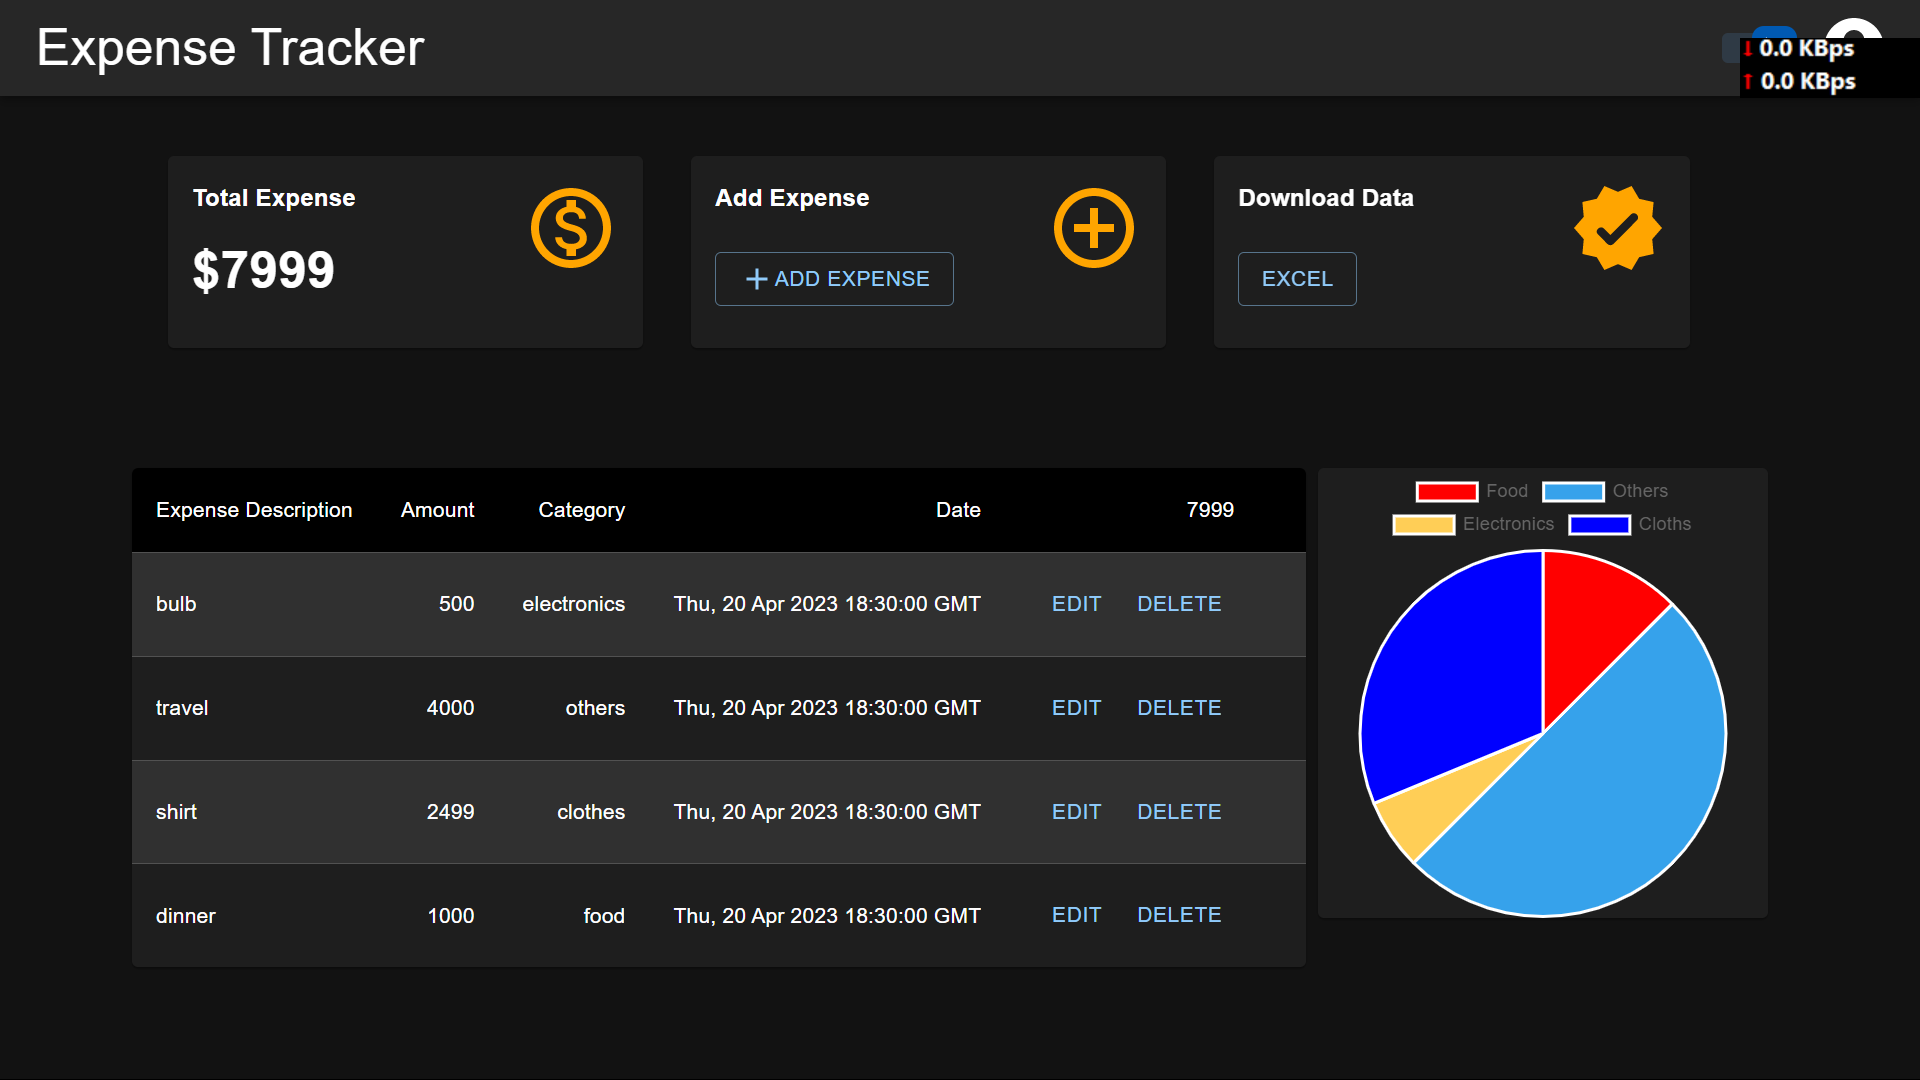 Expense Tracker
0.0 KBps
0.0 KBps
Total Expense
$7999
Add Expense
ADD EXPENSE
Download Data
EXCEL
Expense Description Amount Category Date 7999
bulb 500 electronics Thu, 20 Apr 2023 18:30:00 GMT EDIT DELETE
travel 4000 others Thu, 20 Apr 2023 18:30:00 GMT EDIT DELETE
shirt 2499 clothes Thu, 20 Apr 2023 18:30:00 GMT EDIT DELETE
dinner 1000 food Thu, 20 Apr 2023 18:30:00 GMT EDIT DELETE
Food Others
Electronics Cloths